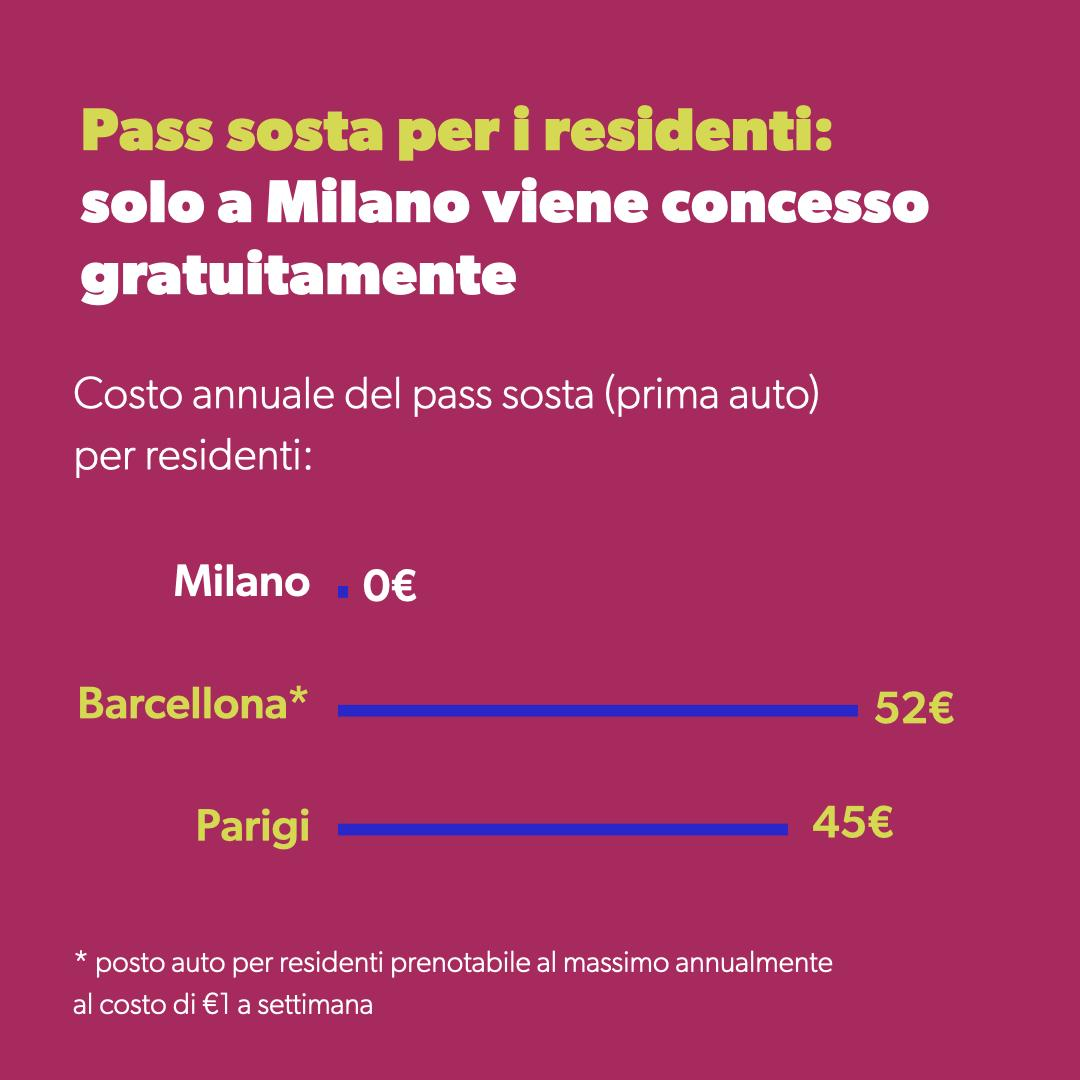 Pass sosta per i residenti:
solo a Milano viene concesso
gratuitamente
Costo annuale del pass sosta (prima auto)
per residenti:
Milano 0€
Barcellona* 52€
Parigi 45€
* posto auto per residenti prenotabile al massimo annualmente
al costo di €1 a settimana